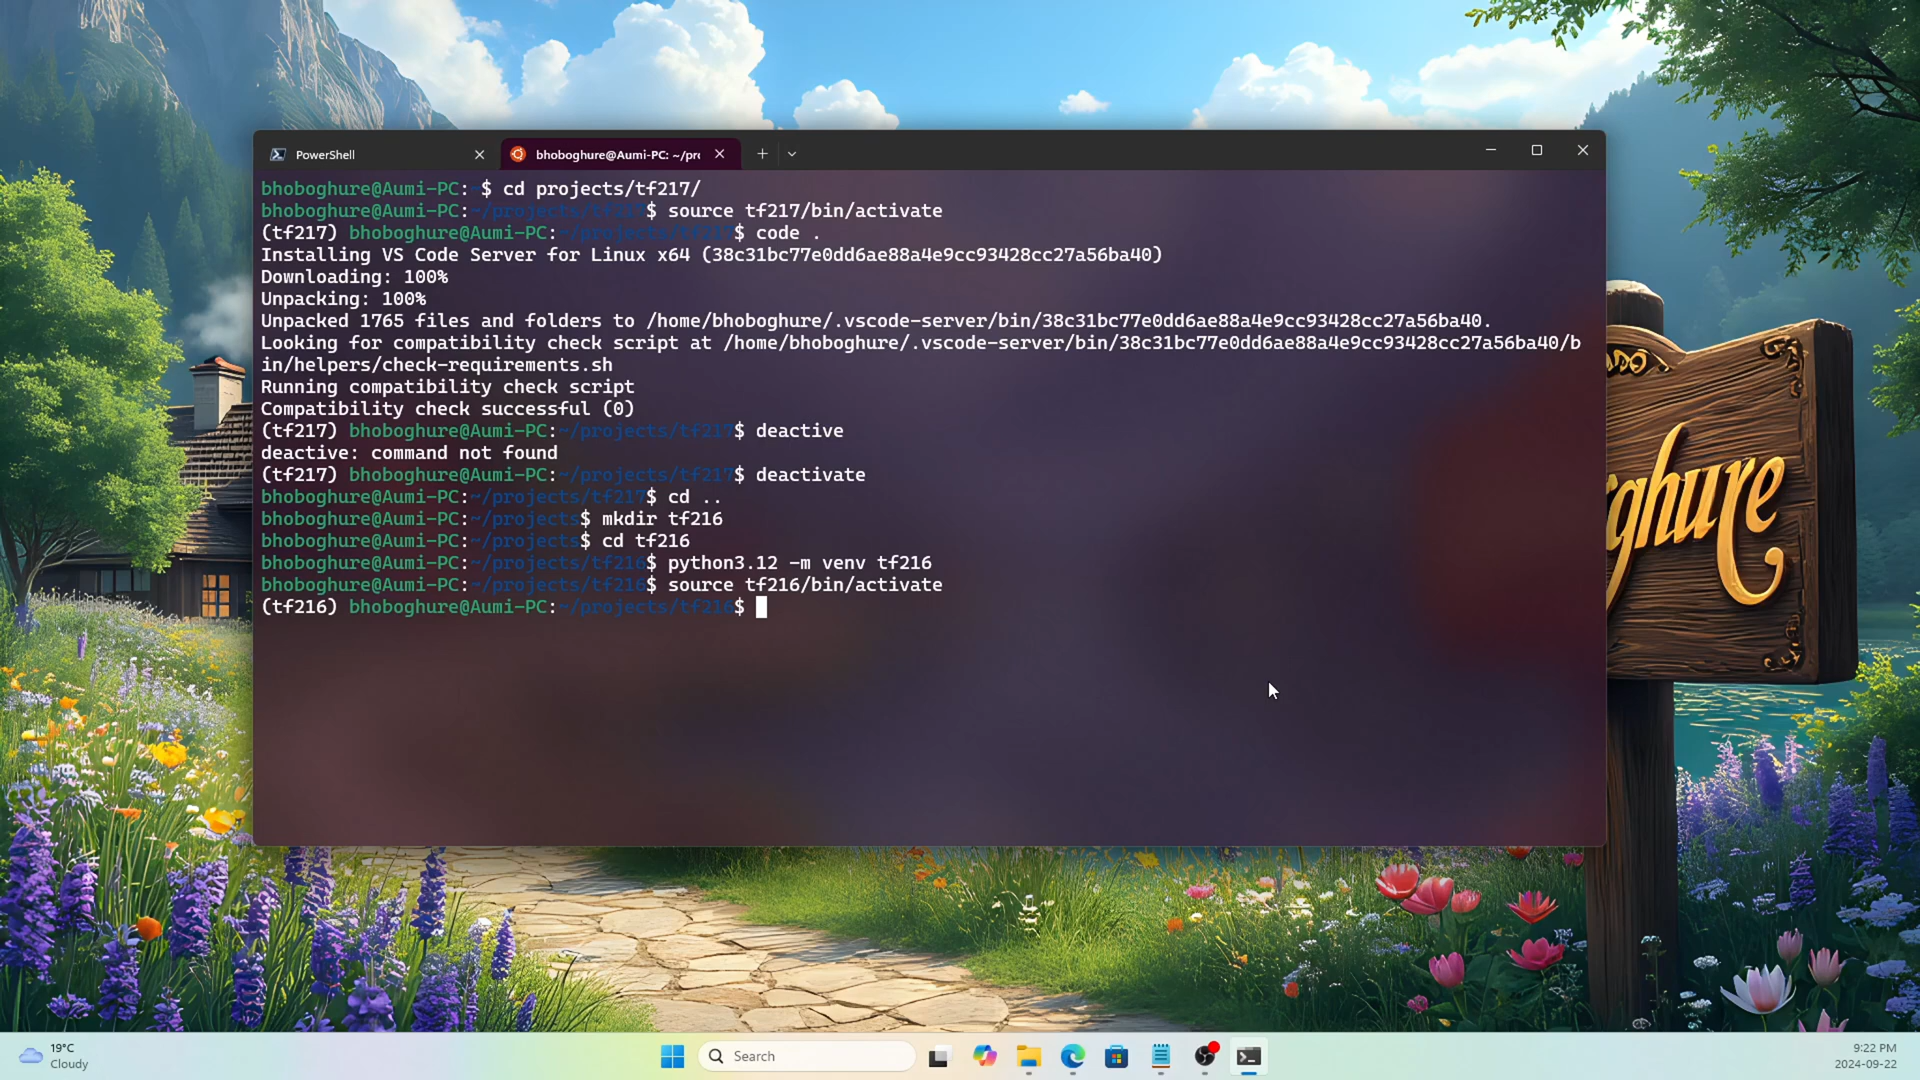 PowerShell
bhoboghure@Aumi-PC: ~/pro
bhoboghure@Aumi-PC:~$ cd projects/tf217/
bhoboghure@Aumi-PC:~/projects/tf217$ source tf217/bin/activate
(tf217) bhoboghure@Aumi-PC:~/projects/tf217$ code .
Installing VS Code Server for Linux x64 (38c31bc77e0dd6ae88a4e9cc93428cc27a56ba40)
Downloading: 100%
Unpacking: 100%
Unpacked 1765 files and folders to /home/bhoboghure/.vscode-server/bin/38c31bc77e0dd6ae88a4e9cc93428cc27a56ba40.
Looking for compatibility check script at /home/bhoboghure/.vscode-server/bin/38c31bc77e0dd6ae88a4e9cc93428cc27a56ba40/b
in/helpers/check-requirements.sh
Running compatibility check script
Compatibility check successful (0)
(tf217) bhoboghure@Aumi-PC:~/projects/tf217$ deactive
deactive: command not found
(tf217) bhoboghure@Aumi-PC:~/projects/tf217$ deactivate
bhoboghure@Aumi-PC:~/projects/tf217$ cd ..
bhoboghure@Aumi-PC:~/projects$ mkdir tf216
bhoboghure@Aumi-PC:~/projects$ cd tf216
bhoboghure@Aumi-PC:~/projects/tf216$ python3.12 -m venv tf216
bhoboghure@Aumi-PC:~/projects/tf216$ source tf216/bin/activate
(tf216) bhoboghure@Aumi-PC:~/projects/tf216$
ghure
19°C
Cloudy
Search
9:22 PM
2024-09-22